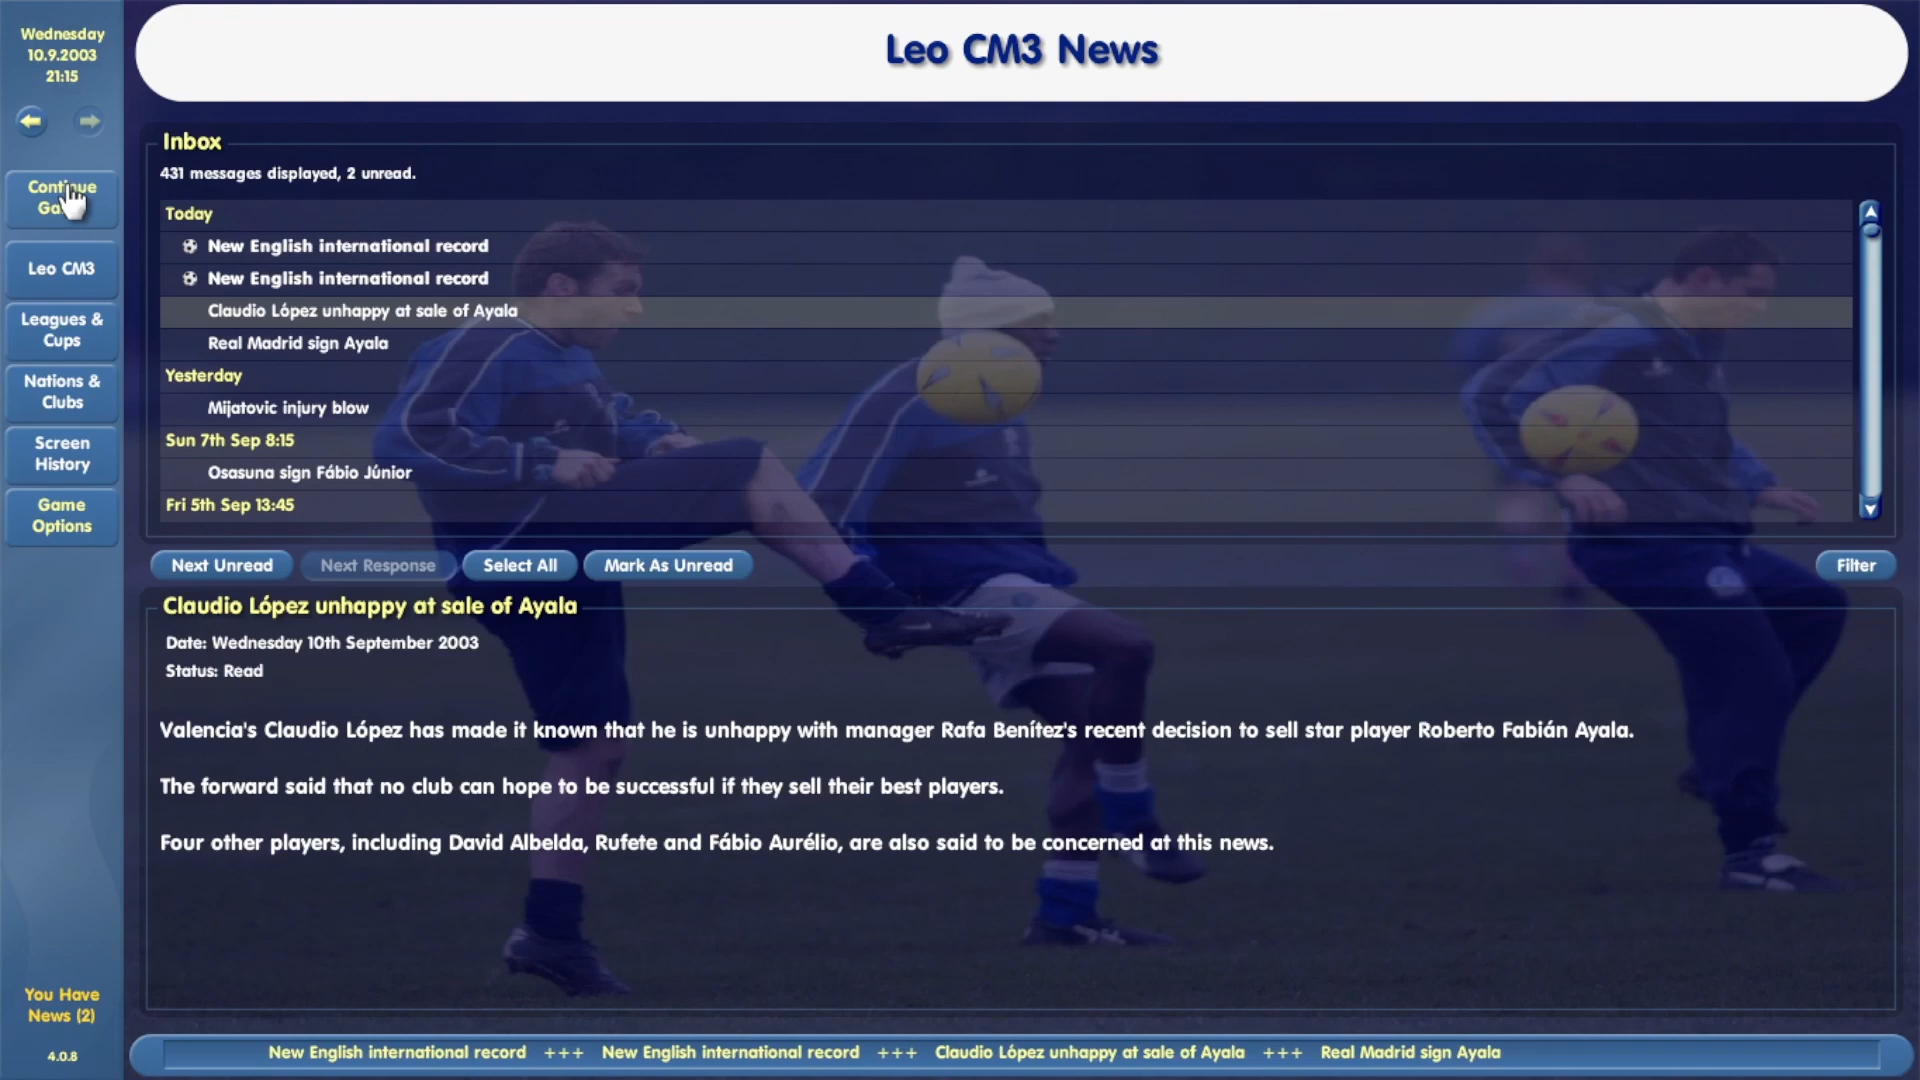 Wednesday
10.9.2003
21:15
Continue
Leo CM3
Leagues &
Cups
Nations &
Clubs
Screen
History
Game
Options
You Have
News (2)
4.0.8
Leo CM3 News
Inbox
431 messages displayed, 2 unread.
Today
New English international record
New English international record
Claudio López unhappy at sale of Ayala
Real Madrid sign Ayala
Yesterday
Mijatovic injury blow
Sun 7th Sep 8:15
Osasuna sign Fábio Júnior
Fri 5th Sep 13:45
Next Unread Next Response Select All Mark As Unread Filter
Claudio López unhappy at sale of Ayala
Date: Wednesday 10th September 2003
Status: Read
Valencia's Claudio López has made it known that he is unhappy with manager Rafa Benítez's recent decision to sell star player Roberto Fabián Ayala.
The forward said that no club can hope to be successful if they sell their best players.
Four other players, including David Albelda, Rufete and Fábio Aurélio, are also said to be concerned at this news.
New English international record +++ New English international record +++ Claudio López unhappy at sale of Ayala +++ Real Madrid sign Ayala